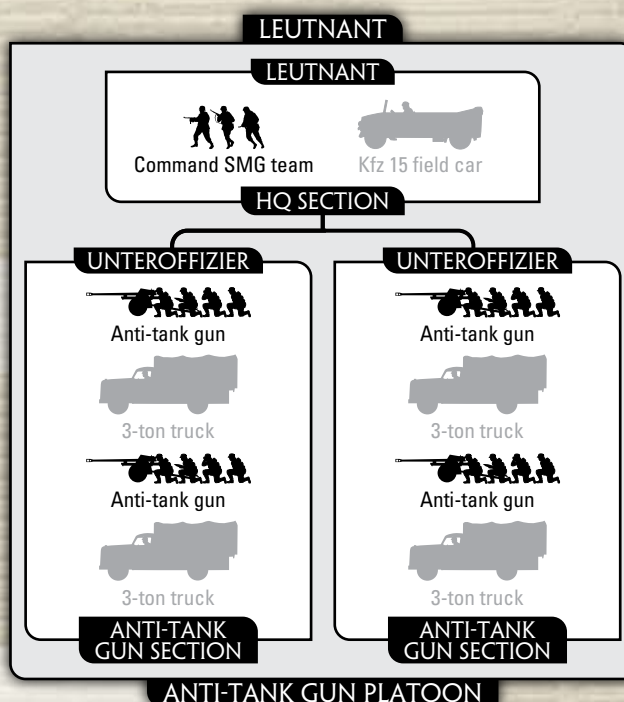 LEUTNANT
LEUTNANT
Command SMG team
Kfz 15 field car
HQ SECTION
UNTEROFFIZIER
Anti-tank gun
3-ton truck
Anti-tank gun
3-ton truck
ANTI-TANK
GUN SECTION
UNTEROFFIZIER
Anti-tank gun
3-ton truck
Anti-tank gun
3-ton truck
ANTI-TANK
GUN SECTION
ANTI-TANK GUN PLATOON